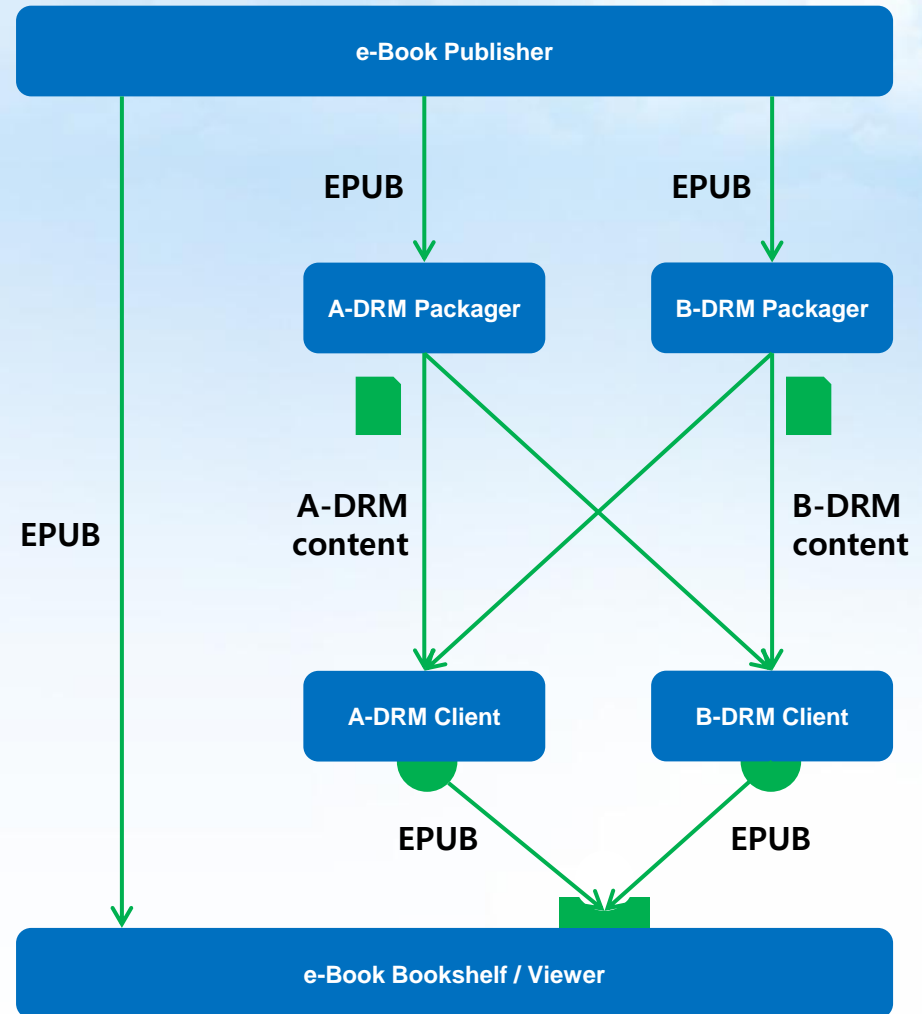 e-Book Publisher
EPUB
EPUB
A-DRM Packager
B-DRM Packager
EPUB
A-DRM
content
B-DRM
content
A-DRM Client
B-DRM Client
EPUB
EPUB
e-Book Bookshelf / Viewer